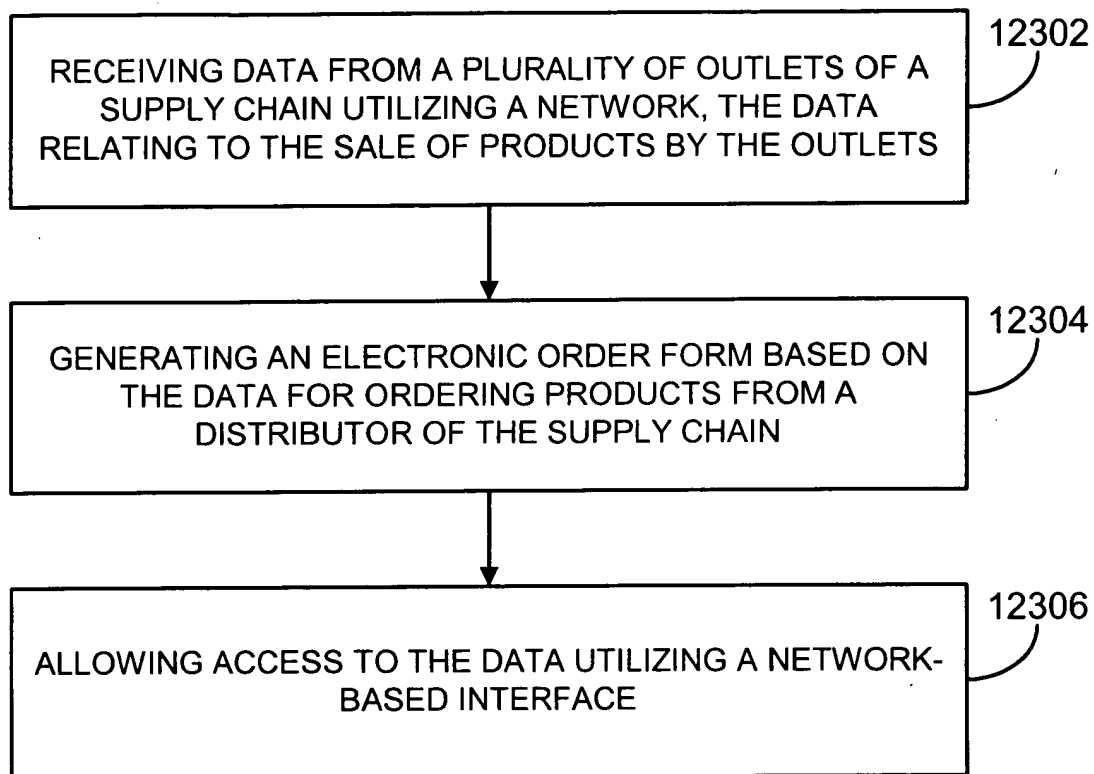 12302
RECEIVING DATA FROM A PLURALITY OF OUTLETS OF A
SUPPLY CHAIN UTILIZING A NETWORK, THE DATA
RELATING TO THE SALE OF PRODUCTS BY THE OUTLETS
12304
GENERATING AN ELECTRONIC ORDER FORM BASED ON
THE DATA FOR ORDERING PRODUCTS FROM A
DISTRIBUTOR OF THE SUPPLY CHAIN
12306
ALLOWING ACCESS TO THE DATA UTILIZING A NETWORK-
BASED INTERFACE